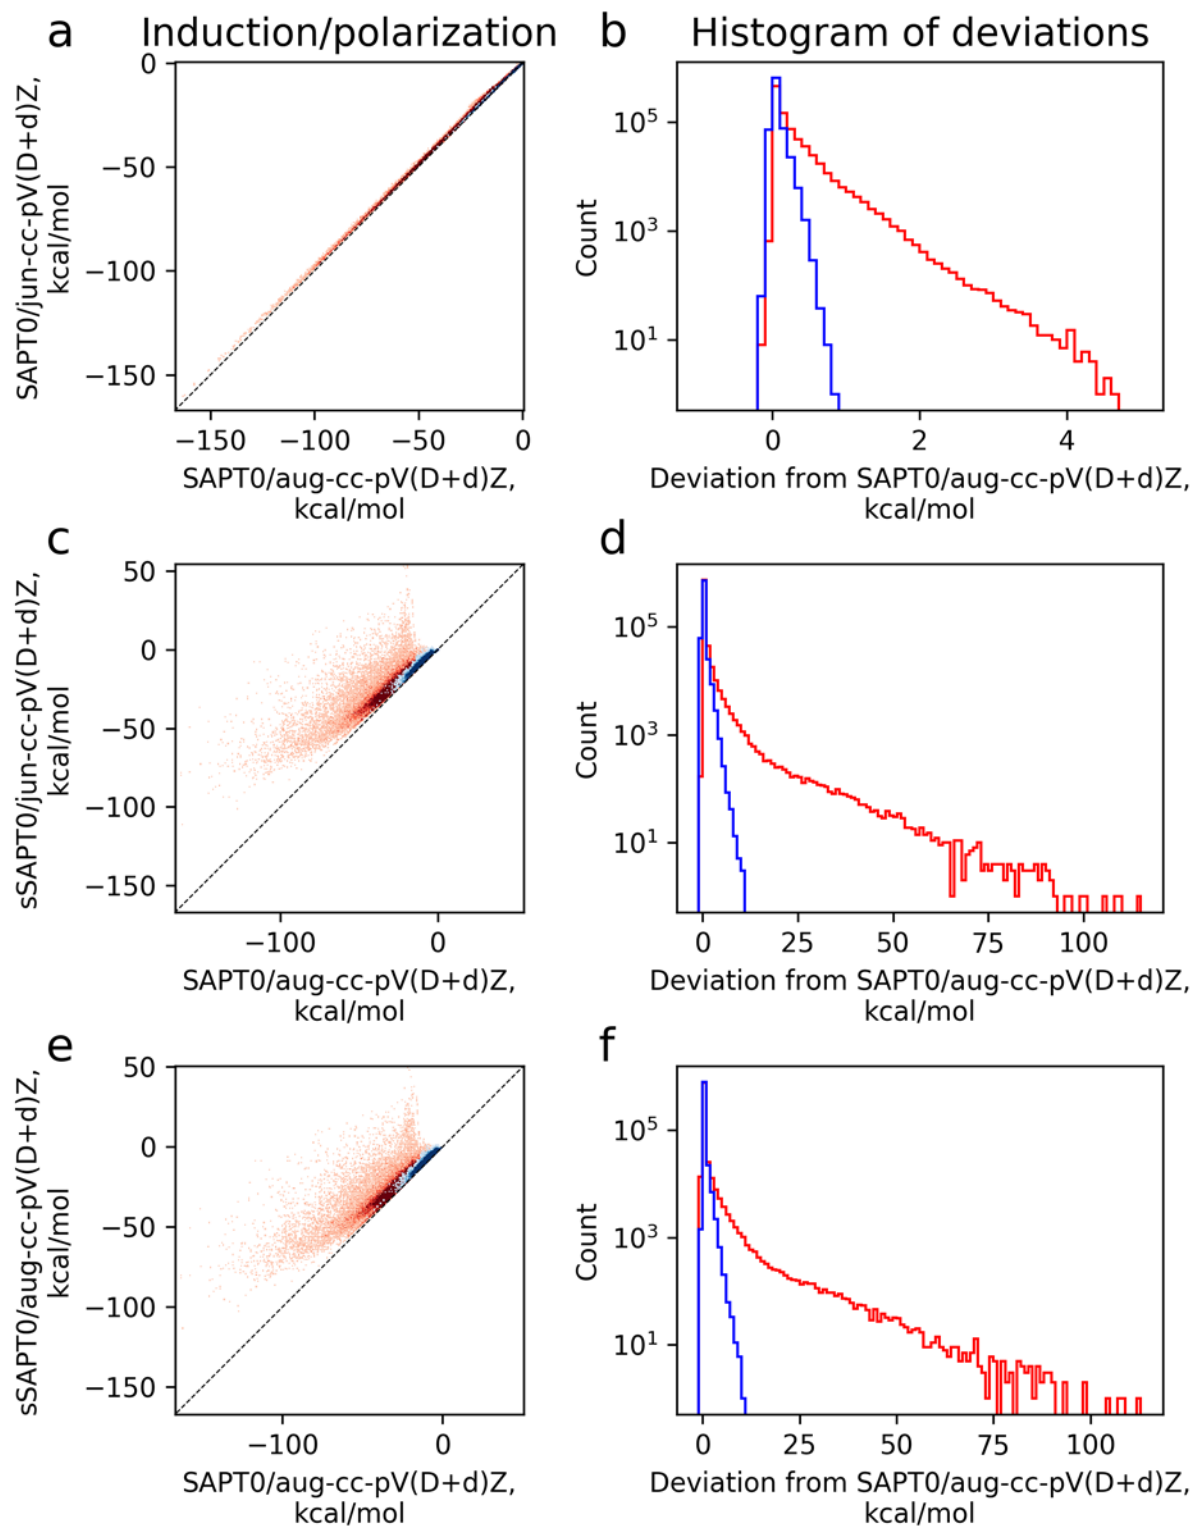 a Induction/polarization
b Histogram of deviations
SAPT0/jun-cc-pV(D+d)Z,
kcal/mol
0
−50
−100
−150
−150 −100 −50 0
SAPT0/aug-cc-pV(D+d)Z,
kcal/mol
Count
10^5
10^3
10^1
0 2 4
Deviation from SAPT0/aug-cc-pV(D+d)Z,
kcal/mol
c
sSAPT0/jun-cc-pV(D+d)Z,
kcal/mol
50
0
−50
−100
−150
−100 0
SAPT0/aug-cc-pV(D+d)Z,
kcal/mol
d
Count
10^5
10^3
10^1
0 25 50 75 100
Deviation from SAPT0/aug-cc-pV(D+d)Z,
kcal/mol
e
sSAPT0/aug-cc-pV(D+d)Z,
kcal/mol
50
0
−50
−100
−150
−100 0
SAPT0/aug-cc-pV(D+d)Z,
kcal/mol
f
Count
10^5
10^3
10^1
0 25 50 75 100
Deviation from SAPT0/aug-cc-pV(D+d)Z,
kcal/mol